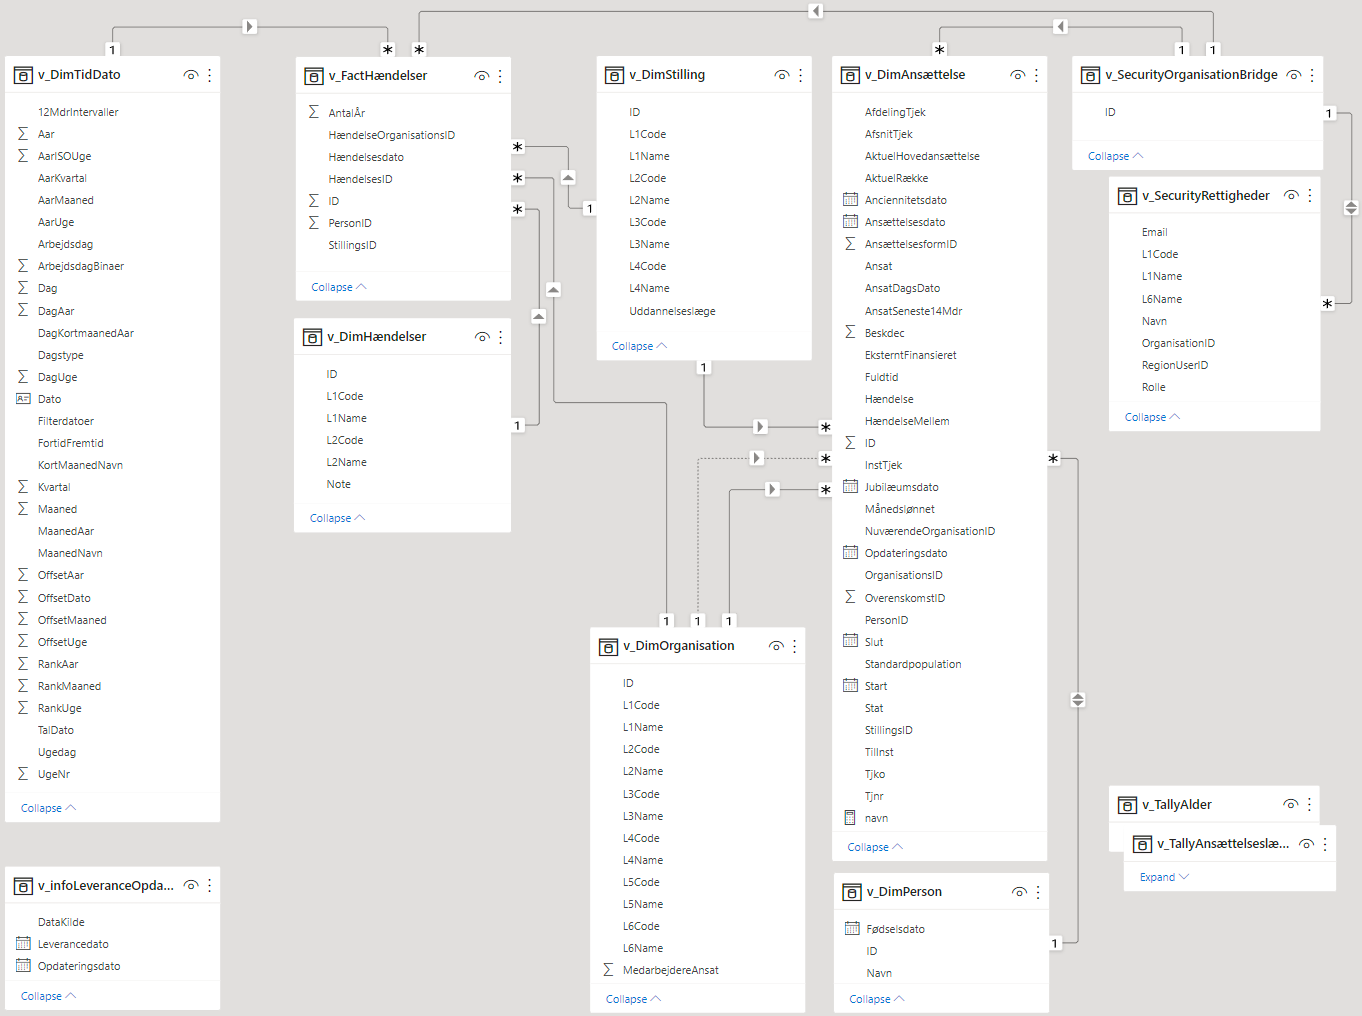 v_DimTidDato
12MdrIntervaller
Aar
AarISOUge
AarKvartal
AarMaaned
AarUge
Arbejdsdag
ArbejdsdagBinaer
Dag
DagAar
DagKortmaanedAar
Dagstype
DagUge
Dato
Filterdatoer
FortidFremtid
KortMaanedNavn
Kvartal
Maaned
MaanedAar
MaanedNavn
OffsetAar
OffsetDato
OffsetMaaned
OffsetUge
RankAar
RankMaaned
RankUge
TalDato
Ugedag
UgeNr
Collapse
v_infoLeveranceOpda...
DataKilde
Leverancedato
Opdateringsdato
Collapse
v_FactHændelser
AntalÅr
HændelseOrganisationsID
Hændelsesdato
HændelsesID
ID
PersonID
StillingsID
Collapse
v_DimHændelser
ID
L1Code
L1Name
L2Code
L2Name
Note
Collapse
v_DimStilling
ID
L1Code
L1Name
L2Code
L2Name
L3Code
L3Name
L4Code
L4Name
Uddannelseslæge
Collapse
v_DimOrganisation
ID
L1Code
L1Name
L2Code
L2Name
L3Code
L3Name
L4Code
L4Name
L5Code
L5Name
L6Code
L6Name
MedarbejdereAnsat
Collapse
v_DimAnsættelse
AfdelingTjek
AfsnitTjek
AktuelHovedansættelse
AktuelRække
Anciennitetsdato
Ansættelsesdato
AnsættelsesformID
Ansat
AnsatDagsDato
AnsatSeneste14Mdr
Beskdec
EksterntFinansieret
Fuldtid
Hændelse
HændelseMellem
ID
InstTjek
Jubilæumsdato
Månedslønnet
NuværendeOrganisationID
Opdateringsdato
OrganisationsID
OverenskomstID
PersonID
Slut
Standardpopulation
Start
Stat
StillingsID
TilInst
Tjko
Tjnr
navn
Collapse
v_DimPerson
Fødselsdato
ID
Navn
Collapse
v_SecurityOrganisationBridge
ID
Collapse
v_SecurityRettigheder
Email
L1Code
L1Name
L6Name
Navn
OrganisationID
RegionUserID
Rolle
Collapse
v_TallyAlder
v_TallyAnsættelseslæ...
Expand
1
*
*
*
1
1
*
*
*
1
1
1
*
*
*
1
1
1
*
1
1
*